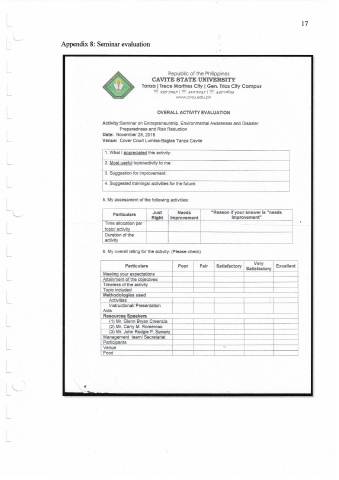 17
Appendix 8: Seminar evaluation
Republic of the Philippines
CAVITE STATE UNIVERSITY
Tanza | Trece Martires City | Gen. Trias City Campus
www.cvsu.edu.ph
OVERALL ACTIVITY EVALUATION
Activity: Seminar on Entrepreneurship, Environmental Awareness and Disaster
Preparedness and Risk Reduction
Date: November 29, 2019
Venue: Cover Court Lumina Bagtas Tanza Cavite
1. What I appreciated this activity:
2. Most useful topic/activity to me:
3. Suggestion for improvement:
4. Suggested trainings/ activities for the future:
5. My assessment of the following activities:
Particulars Just Right Needs Improvement "Reason if your answer is "needs improvement"
Time allocation per topic/ activity
Duration of the activity
6. My overall rating for the activity: (Please check)
Particulars Poor Fair Satisfactory Very Satisfactory Excellent
Meeting your expectations
Attainment of the objectives
Timeless of the activity
Topic included
Methodologies used
Activities
Instructional Presentation
Aids
Resources Speakers
(1) Mr. Glenn Bryan Creencia
(2) Mr. Carry M.
(3) Mr. John Rodgie P.
Management team/ Secretariat
Participants
Venue
Food